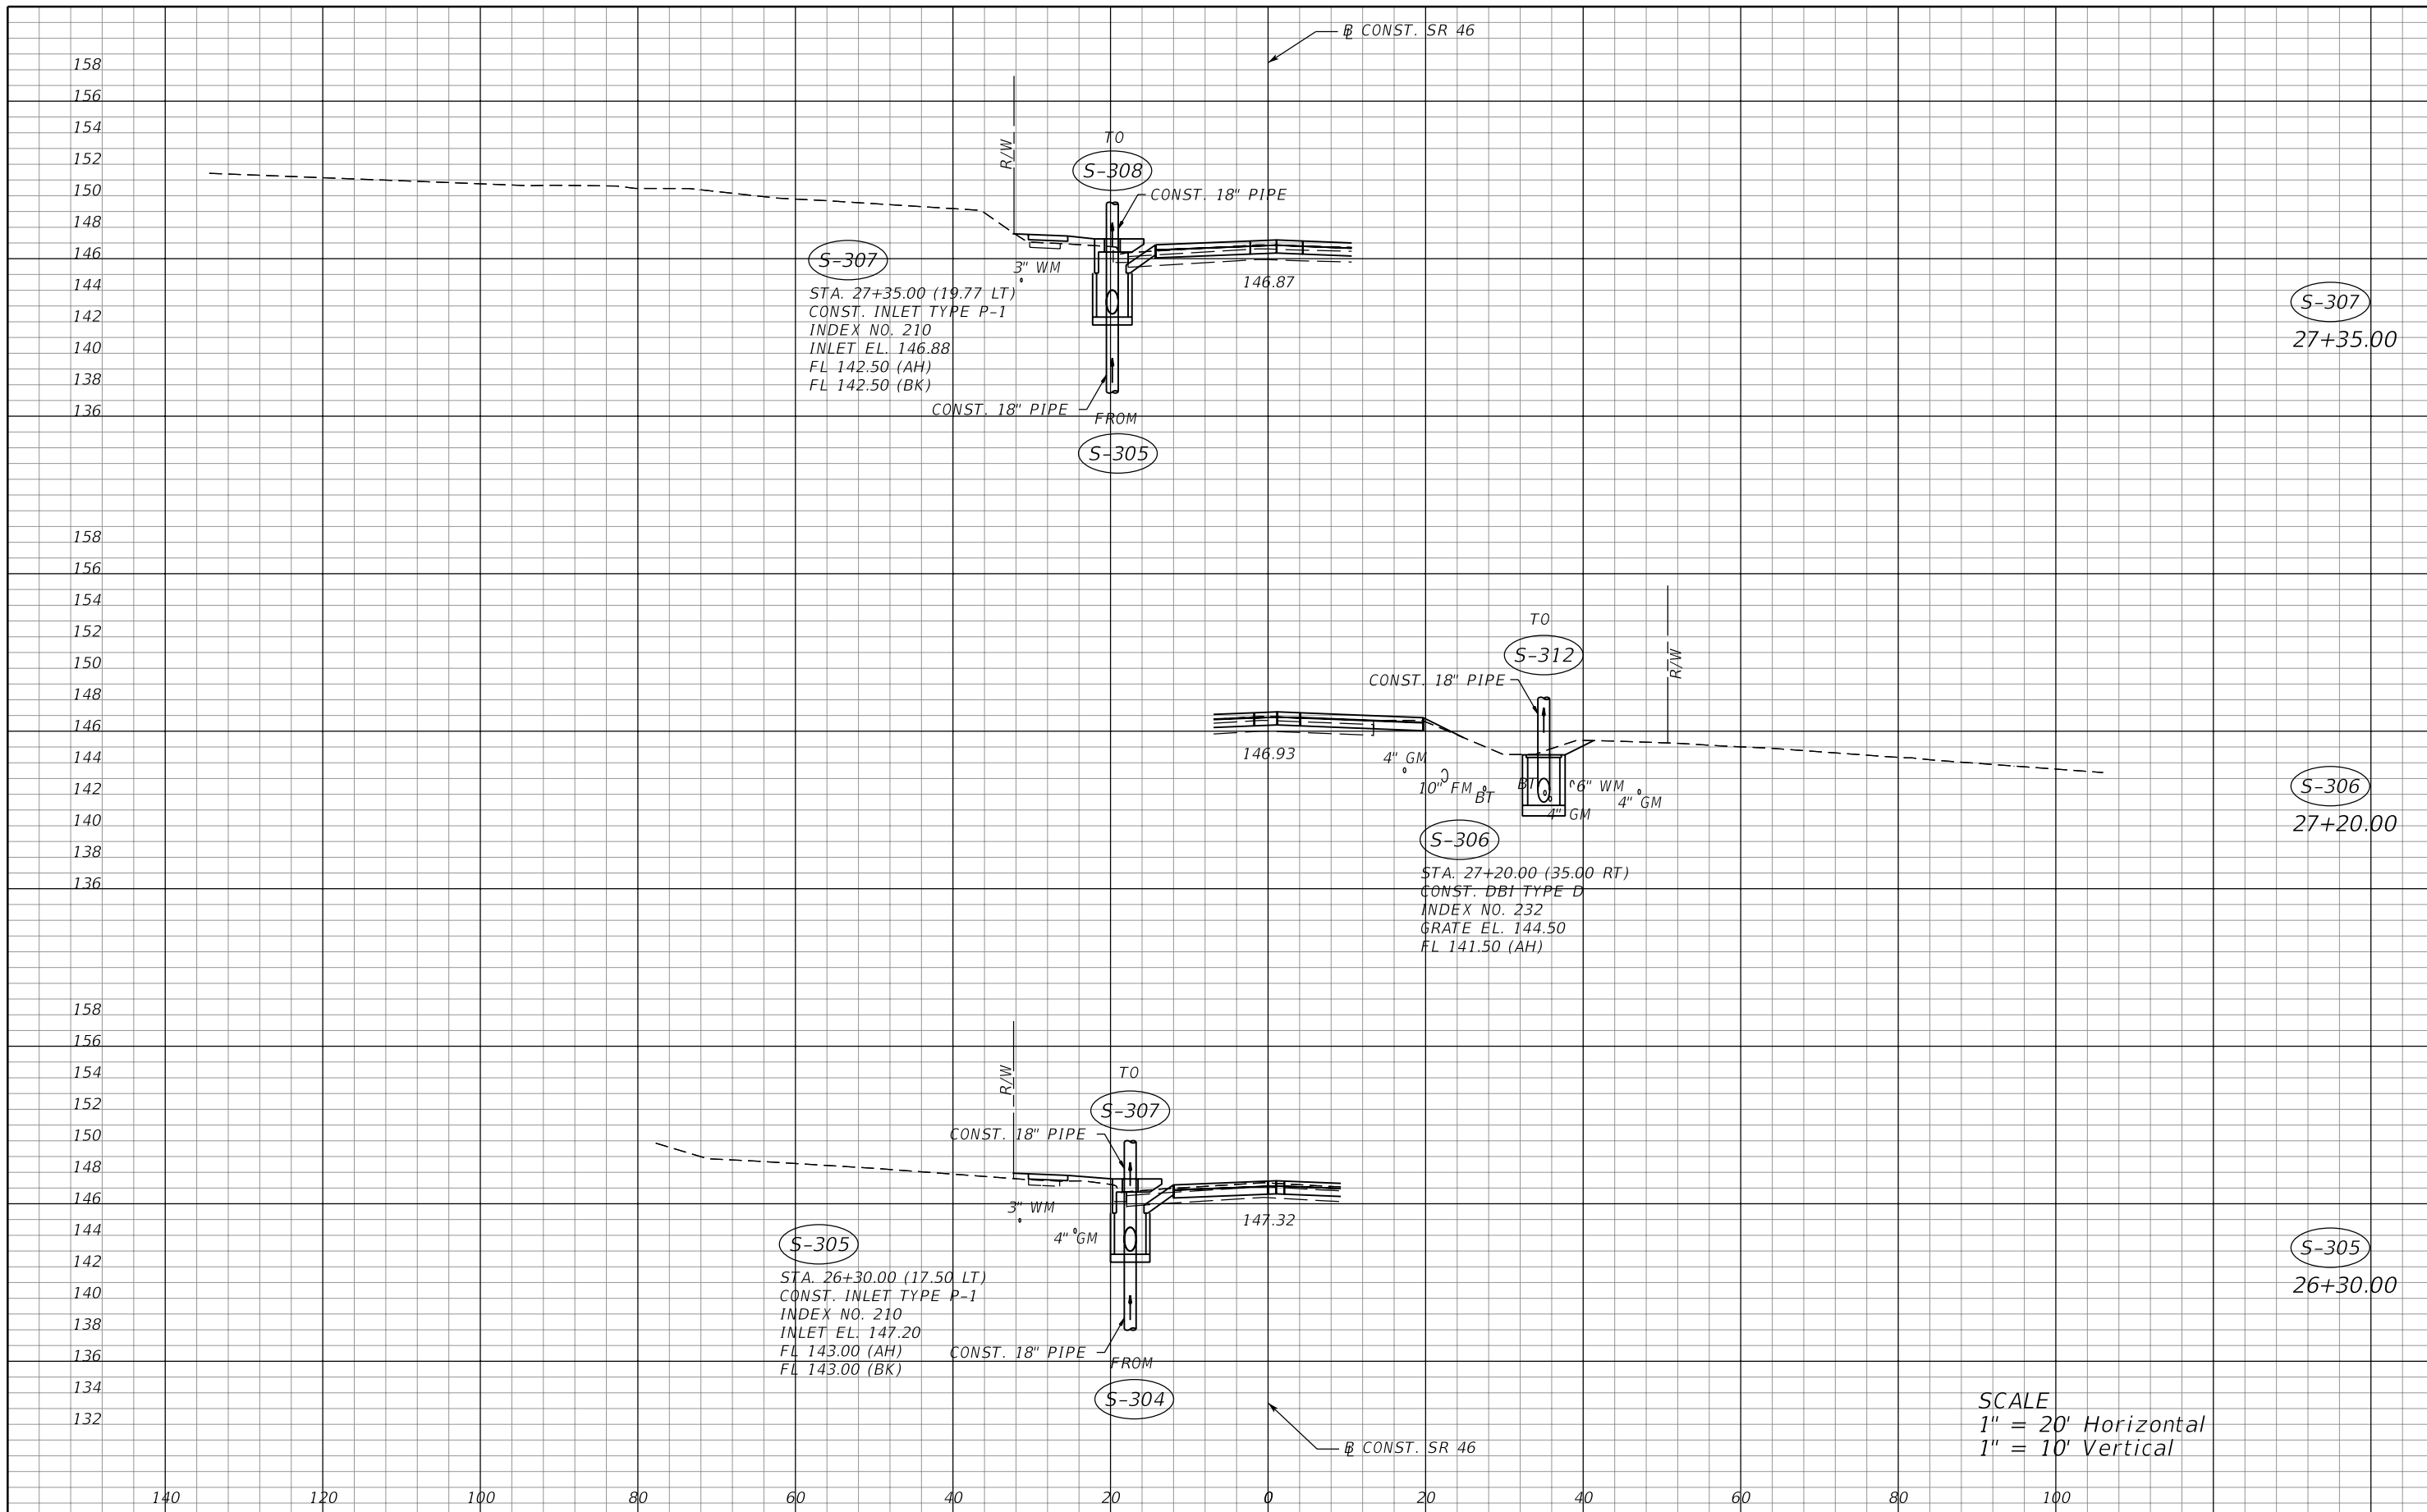 ℄ CONST. SR 46
158
156
154
152
150
148
146
144
142
140
138
136
R/W
TO
S-308
CONST. 18" PIPE
S-307
3" WM
146.87
STA. 27+35.00 (19.77 LT)
CONST. INLET TYPE P-1
INDEX NO. 210
INLET EL. 146.88
FL 142.50 (AH)
FL 142.50 (BK)
CONST. 18" PIPE
FROM
S-305
S-307
27+35.00
158
156
154
152
150
148
146
144
142
140
138
136
TO
S-312
R/W
CONST. 18" PIPE
146.93
4" GM
10" FM
BT
BT
6" WM
4" GM
4" GM
S-306
STA. 27+20.00 (35.00 RT)
CONST. DBI TYPE D
INDEX NO. 232
GRATE EL. 144.50
FL 141.50 (AH)
S-306
27+20.00
158
156
154
152
150
148
146
144
142
140
138
136
134
132
R/W
TO
S-307
CONST. 18" PIPE
3" WM
4" GM
147.32
S-305
STA. 26+30.00 (17.50 LT)
CONST. INLET TYPE P-1
INDEX NO. 210
INLET EL. 147.20
FL 143.00 (AH)
FL 143.00 (BK)
CONST. 18" PIPE
FROM
S-304
S-305
26+30.00
℄ CONST. SR 46
SCALE
1" = 20' Horizontal
1" = 10' Vertical
140 120 100 80 60 40 20 0 20 40 60 80 100